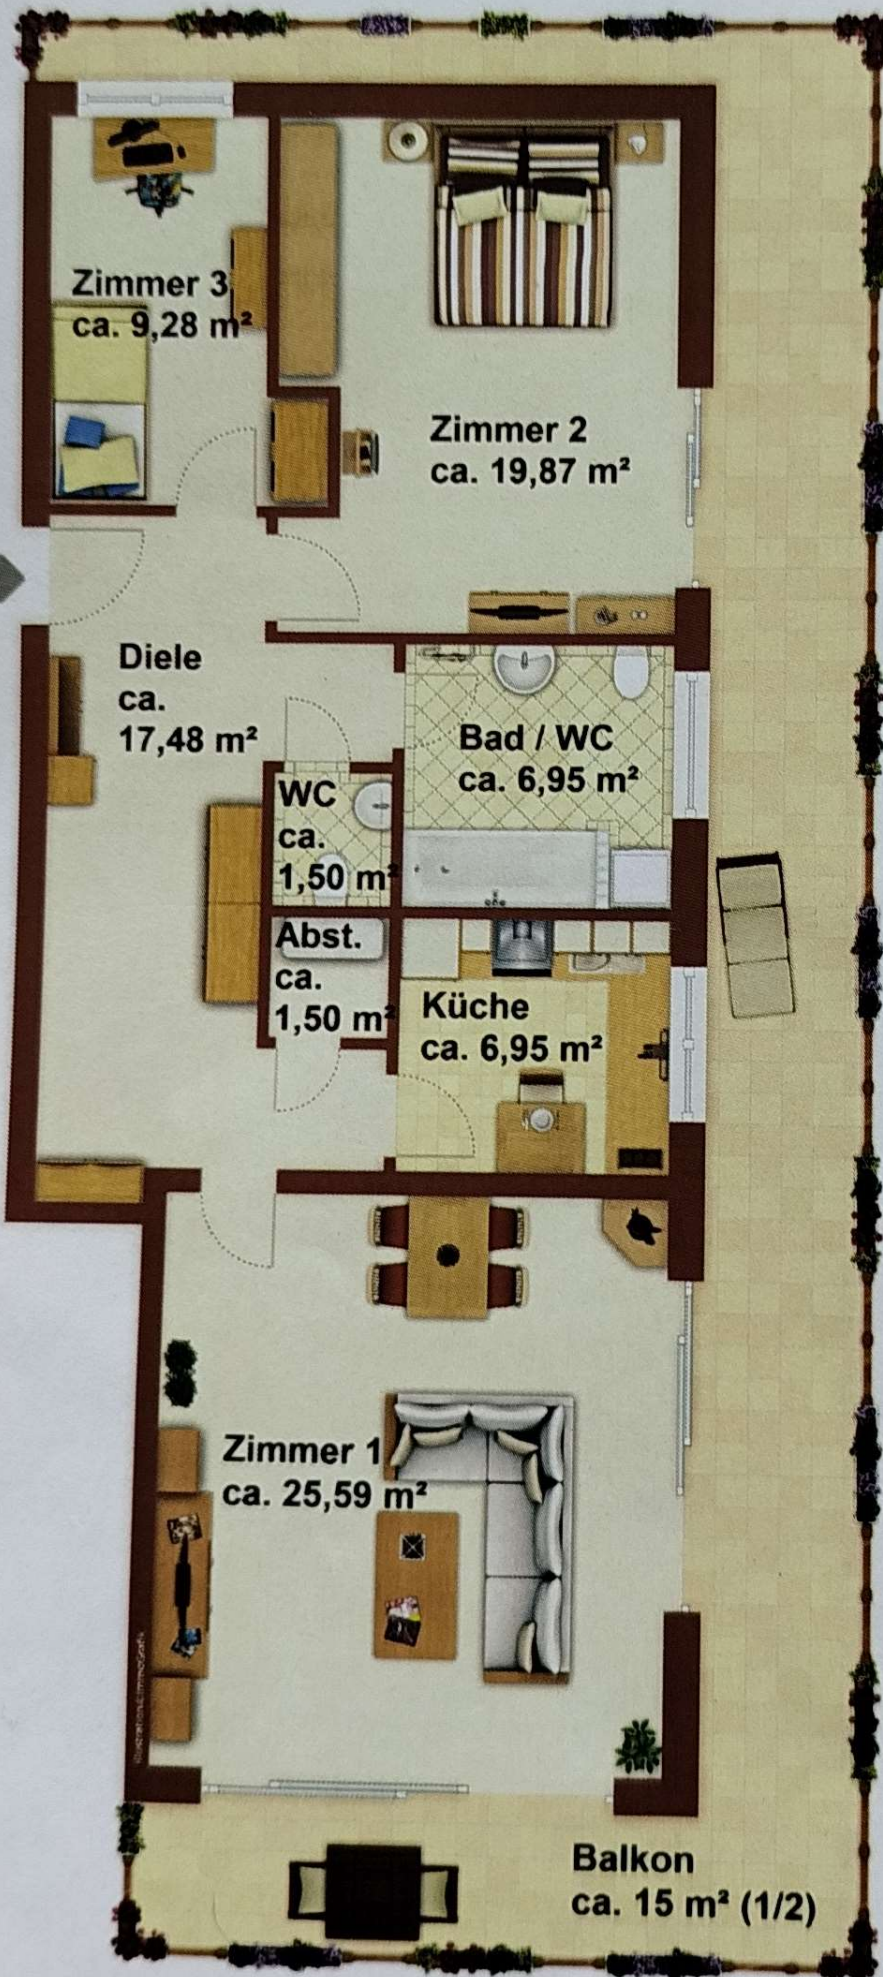 Zimmer 3
ca. 9,28 m²
Zimmer 2
ca. 19,87 m²
Diele
ca.
17,48 m²
Bad / WC
ca. 6,95 m²
WC
ca.
1,50 m²
Abst.
ca.
1,50 m²
Küche
ca. 6,95 m²
Zimmer 1
ca. 25,59 m²
Balkon
ca. 15 m² (1/2)